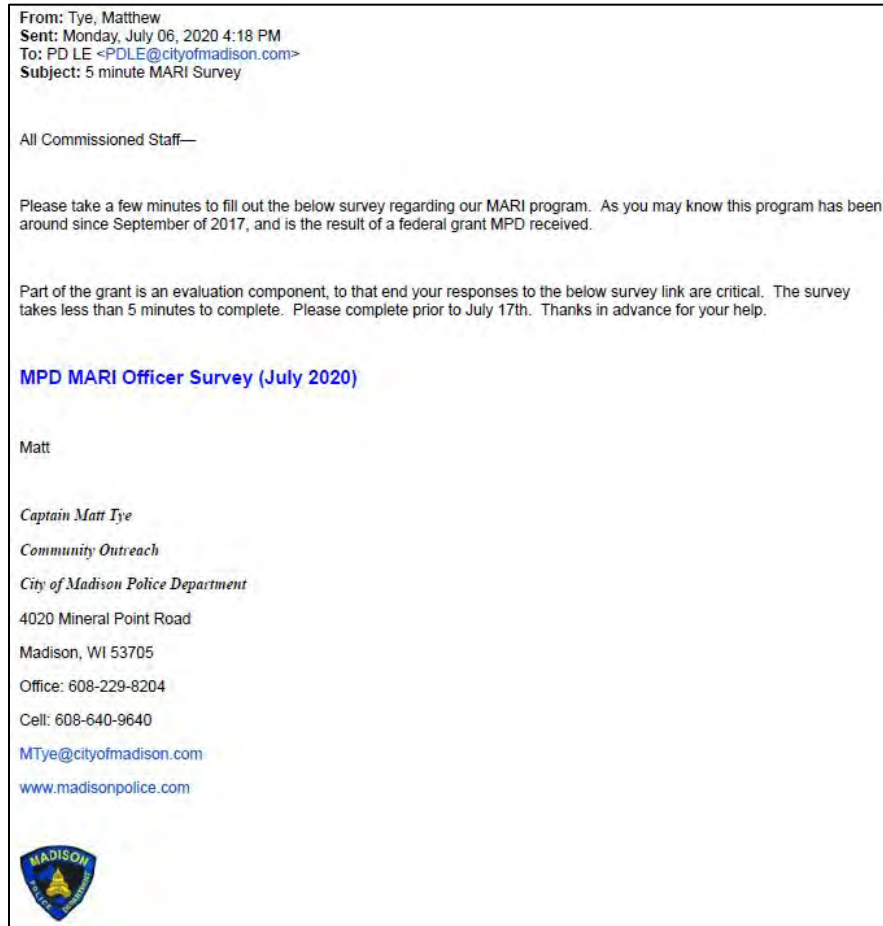 From: Tye, Matthew
Sent: Monday, July 06, 2020 4:18 PM
To: PD LE <PDLE@cityofmadison.com>
Subject: 5 minute MARI Survey
All Commissioned Staff—
Please take a few minutes to fill out the below survey regarding our MARI program. As you may know this program has been
around since September of 2017, and is the result of a federal grant MPD received.
Part of the grant is an evaluation component, to that end your responses to the below survey link are critical. The survey
takes less than 5 minutes to complete. Please complete prior to July 17th. Thanks in advance for your help.
MPD MARI Officer Survey (July 2020)
Matt
Captain Matt Tye
Community Outreach
City of Madison Police Department
4020 Mineral Point Road
Madison, WI 53705
Office: 608-229-8204
Cell: 608-640-9640
MTye@cityofmadison.com
www.madisonpolice.com
MADISON
POLICE DEPARTMENT